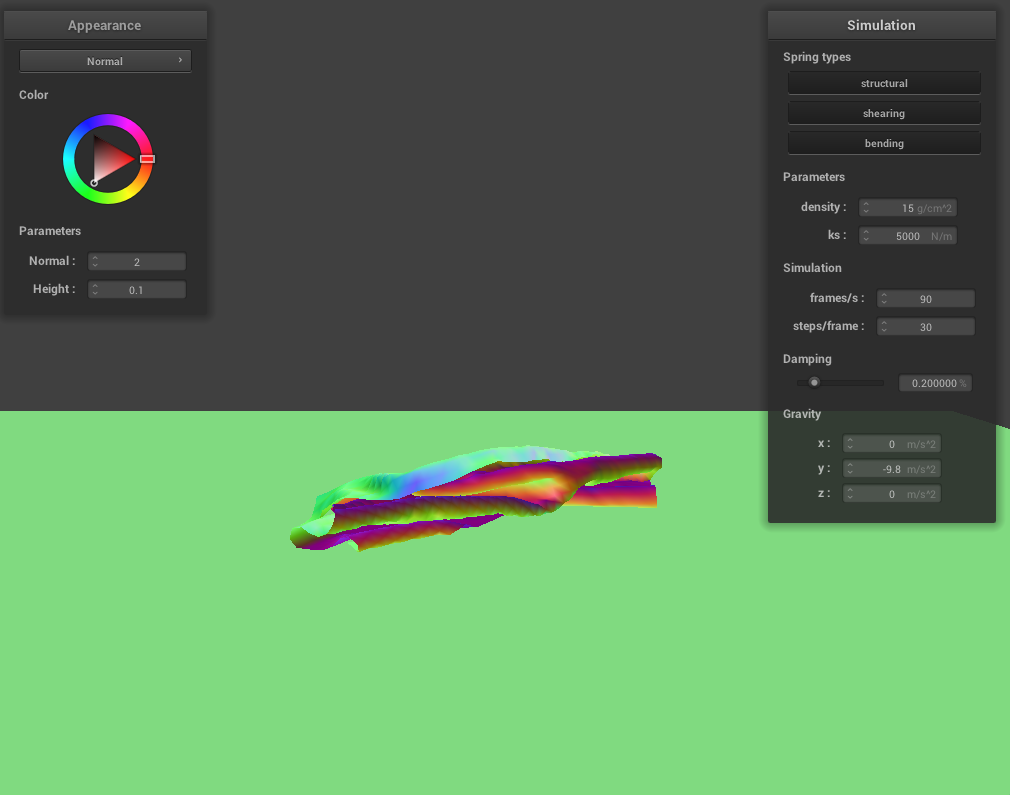 Appearance
Normal
Color
Parameters
Normal : 2
Height : 0.1
Simulation
Spring types
structural
shearing
bending
Parameters
density : 15 g/cm^2
ks : 5000 N/m
Simulation
frames/s : 90
steps/frame : 30
Damping
0.200000 %
Gravity
x : 0 m/s^2
y : -9.8 m/s^2
z : 0 m/s^2